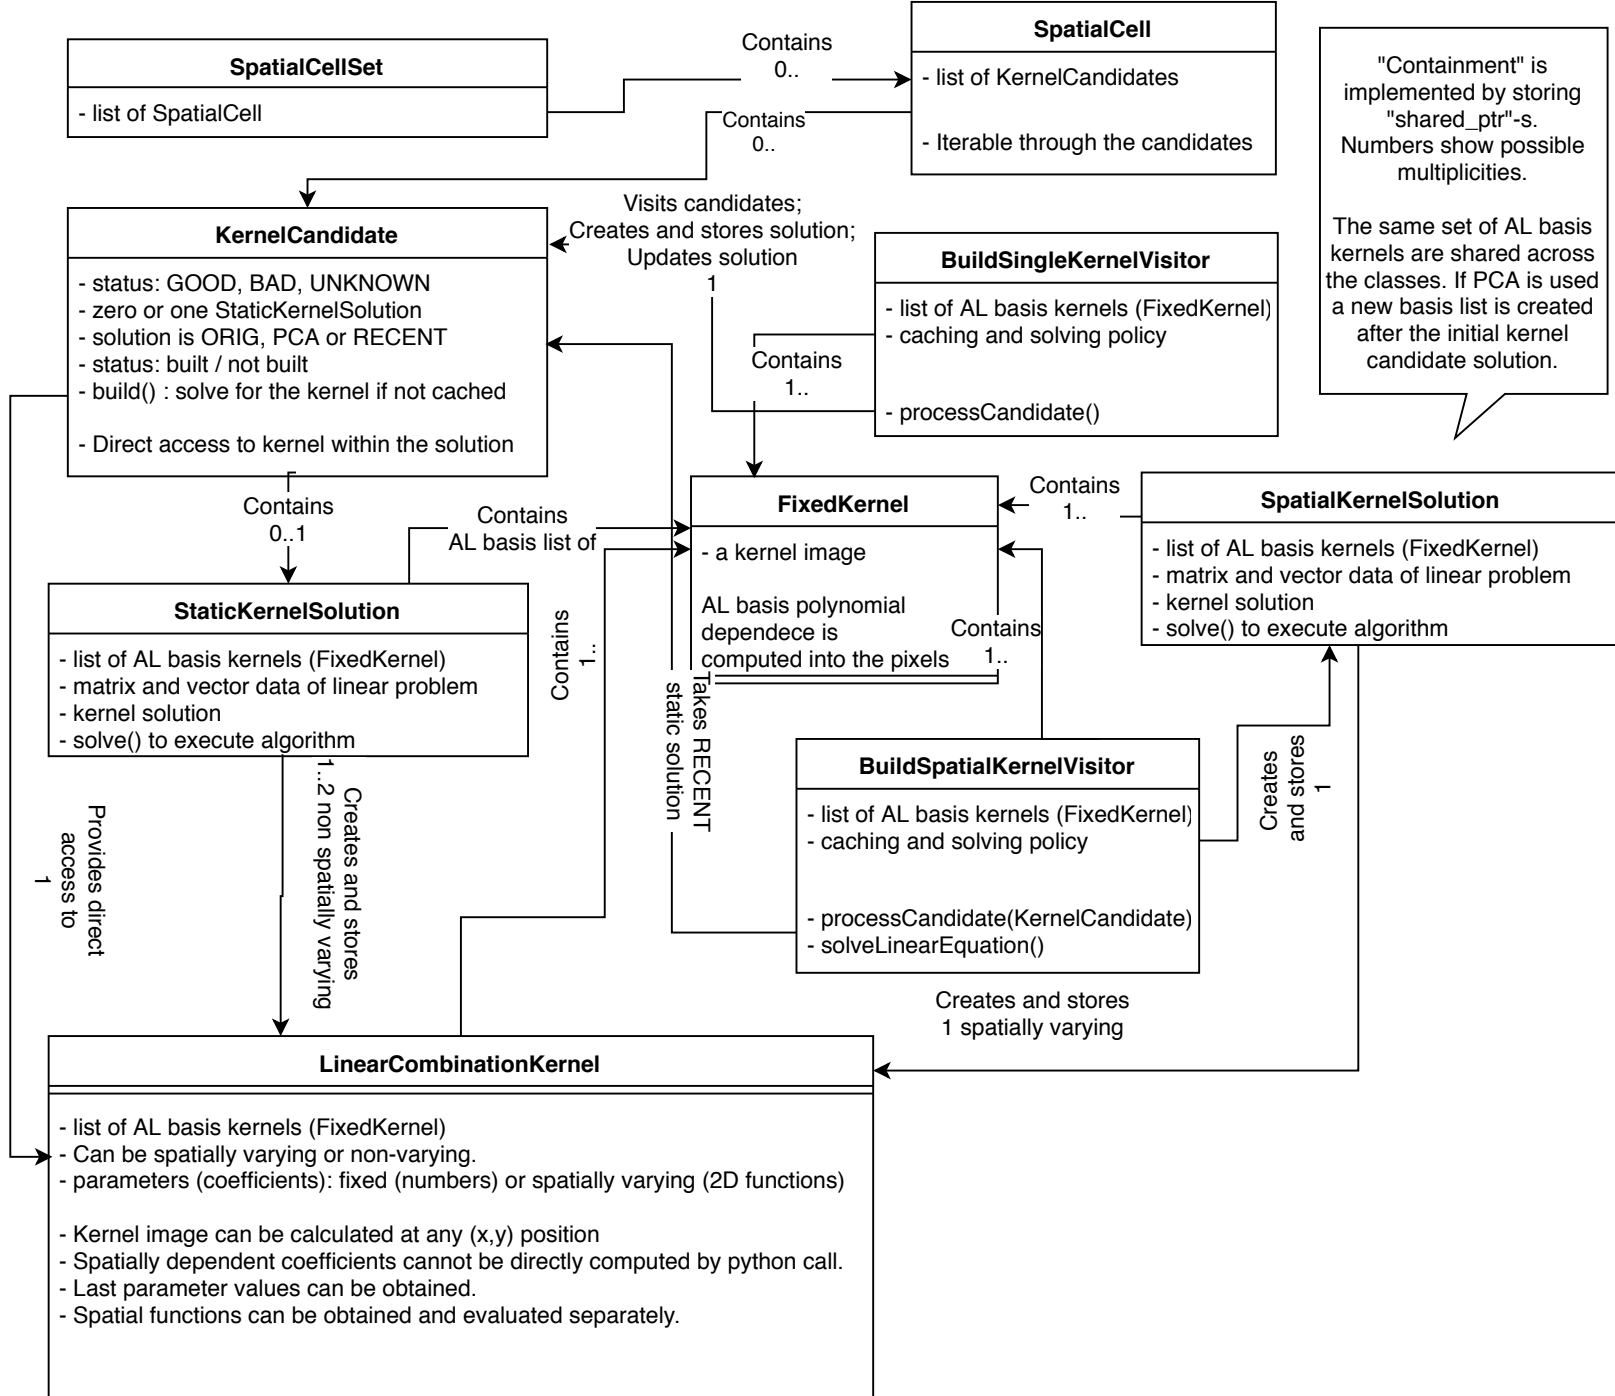 SpatialCellSet
- list of SpatialCell
Contains
0..
SpatialCell
- list of KernelCandidates
- Iterable through the candidates
Contains
0..
"Containment" is
implemented by storing
"shared_ptr"-s.
Numbers show possible
multiplicities.
The same set of AL basis
kernels are shared across
the classes. If PCA is used
a new basis list is created
after the initial kernel
candidate solution.
KernelCandidate
- status: GOOD, BAD, UNKNOWN
- zero or one StaticKernelSolution
- solution is ORIG, PCA or RECENT
- status: built / not built
- build() : solve for the kernel if not cached
- Direct access to kernel within the solution
Visits candidates;
Creates and stores solution;
Updates solution
1
BuildSingleKernelVisitor
- list of AL basis kernels (FixedKernel)
- caching and solving policy
- processCandidate()
Contains
1..
Contains
0..1
Contains
AL basis list of
FixedKernel
- a kernel image
AL basis polynomial
dependece is
computed into the pixels
Contains
1..
SpatialKernelSolution
- list of AL basis kernels (FixedKernel)
- matrix and vector data of linear problem
- kernel solution
- solve() to execute algorithm
StaticKernelSolution
- list of AL basis kernels (FixedKernel)
- matrix and vector data of linear problem
- kernel solution
- solve() to execute algorithm
Contains
1..
Contains
1..
Takes RECENT
static solution
BuildSpatialKernelVisitor
- list of AL basis kernels (FixedKernel)
- caching and solving policy
- processCandidate(KernelCandidate)
- solveLinearEquation()
Creates
and stores
1
Provides direct
access to
1
Creates and stores
1..2 non spatially varying
Creates and stores
1 spatially varying
LinearCombinationKernel
- list of AL basis kernels (FixedKernel)
- Can be spatially varying or non-varying.
- parameters (coefficients): fixed (numbers) or spatially varying (2D functions)
- Kernel image can be calculated at any (x,y) position
- Spatially dependent coefficients cannot be directly computed by python call.
- Last parameter values can be obtained.
- Spatial functions can be obtained and evaluated separately.